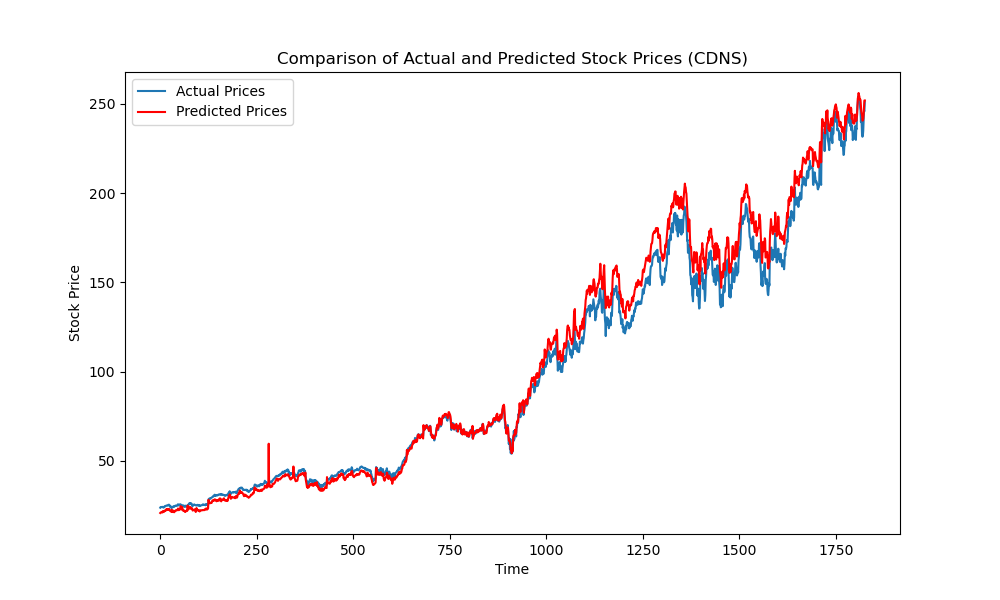 Comparison of Actual and Predicted Stock Prices (CDNS)
Actual Prices
Predicted Prices
Stock Price
250
200
150
100
50
0 250 500 750 1000 1250 1500 1750
Time